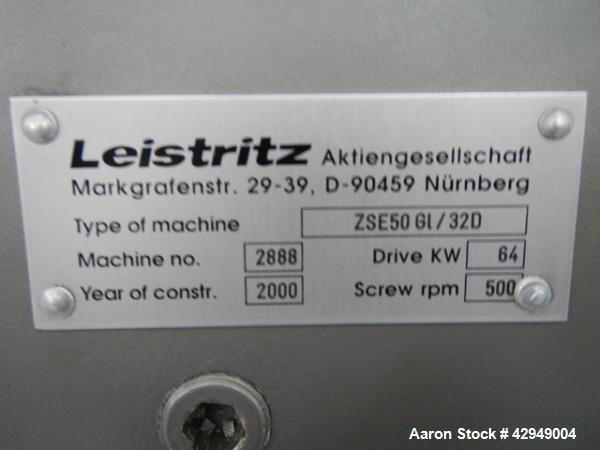 Leistritz Aktiengesellschaft
Markgrafenstr. 29-39, D-90459 Nürnberg
Type of machine ZSE50 Gl/32D
Machine no. 2888 Drive KW 64
Year of constr. 2000 Screw rpm 500
Aaron Stock # 42949004